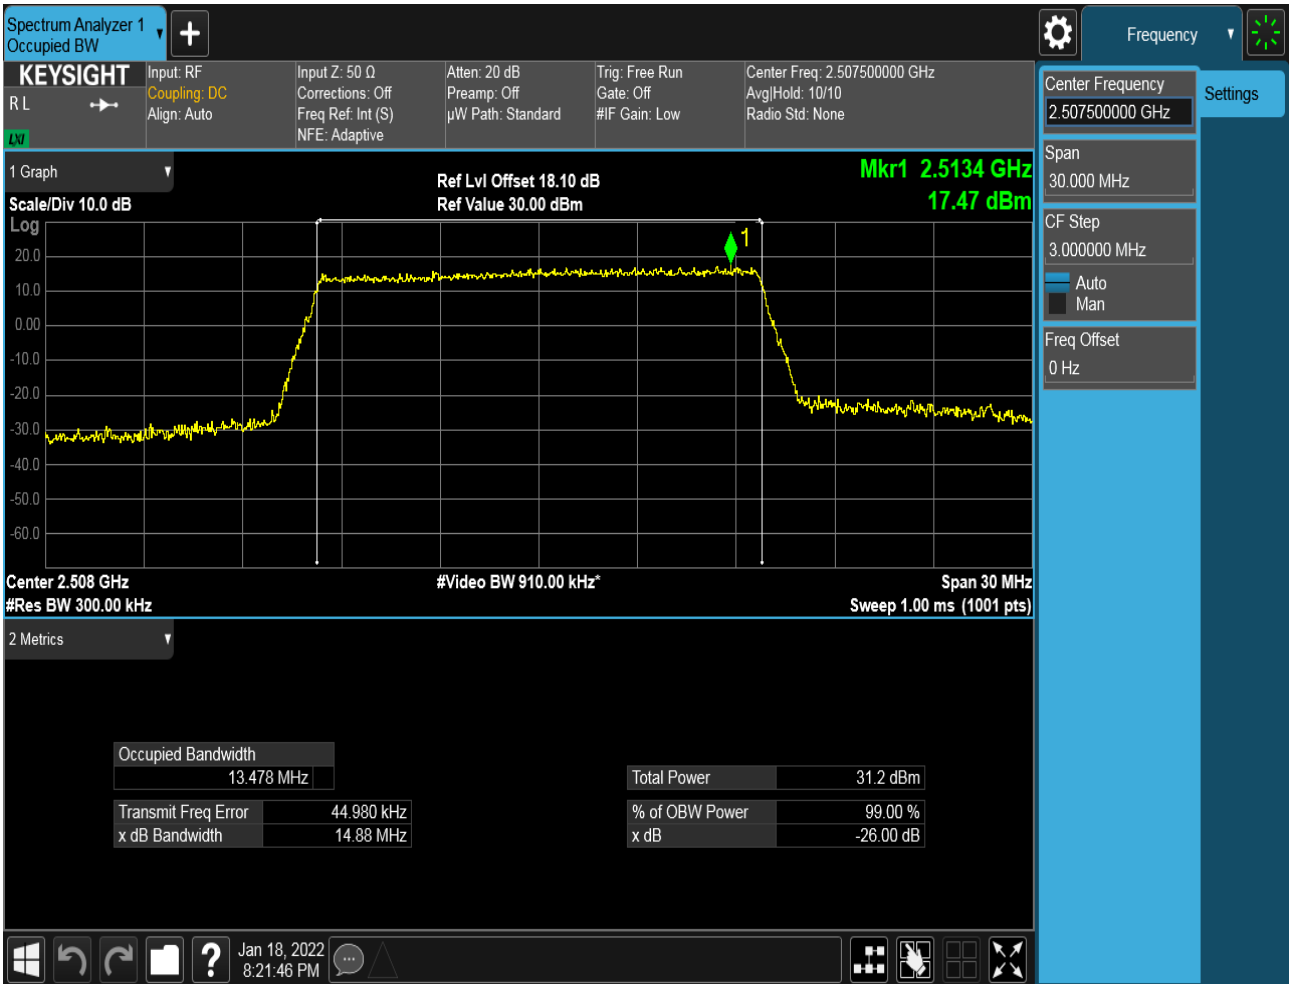 Spectrum Analyzer 1
Occupied BW
Frequency
KEYSIGHT
R L
LXI
Input: RF
Coupling: DC
Align: Auto
Input Z: 50 Ω
Corrections: Off
Freq Ref: Int (S)
NFE: Adaptive
Atten: 20 dB
Preamp: Off
µW Path: Standard
Trig: Free Run
Gate: Off
#IF Gain: Low
Center Freq: 2.507500000 GHz
Avg|Hold: 10/10
Radio Std: None
Center Frequency
2.507500000 GHz
Settings
Span
30.000 MHz
CF Step
3.000000 MHz
Auto
Man
Freq Offset
0 Hz
1 Graph
Scale/Div 10.0 dB
Log
Ref Lvl Offset 18.10 dB
Ref Value 30.00 dBm
Mkr1 2.5134 GHz
17.47 dBm
1
20.0
10.0
0.00
-10.0
-20.0
-30.0
-40.0
-50.0
-60.0
Center 2.508 GHz
#Video BW 910.00 kHz*
Span 30 MHz
#Res BW 300.00 kHz
Sweep 1.00 ms (1001 pts)
2 Metrics
Occupied Bandwidth
13.478 MHz
Total Power 31.2 dBm
Transmit Freq Error 44.980 kHz
% of OBW Power 99.00 %
x dB Bandwidth 14.88 MHz
x dB -26.00 dB
?
Jan 18, 2022
8:21:46 PM